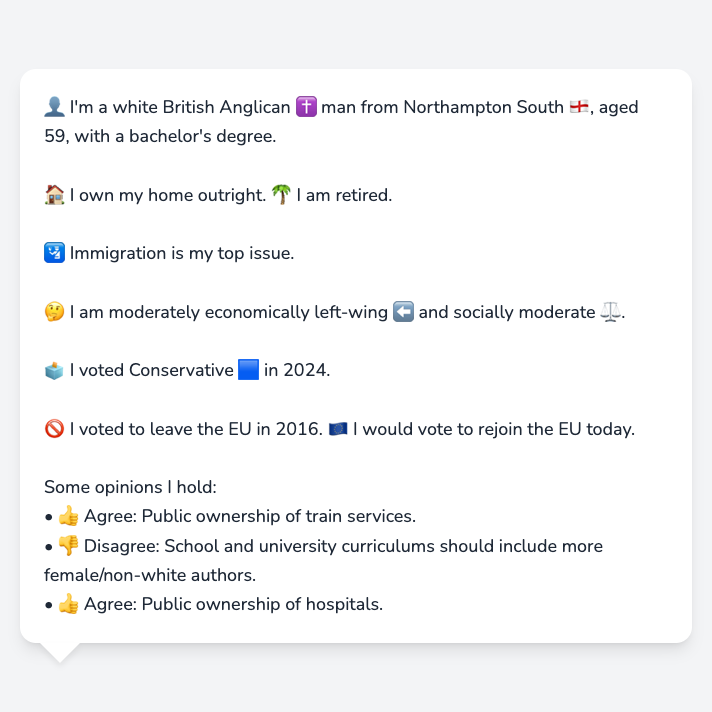 👤 I'm a white British Anglican ✝️ man from Northampton South 🏴󠁧󠁢󠁥󠁮󠁧󠁿, aged
59, with a bachelor's degree.
🏠 I own my home outright. 🌴 I am retired.
🛂 Immigration is my top issue.
🤔 I am moderately economically left-wing ⬅️ and socially moderate ⚖️.
🗳️ I voted Conservative 🟦 in 2024.
🚫 I voted to leave the EU in 2016. 🇪🇺 I would vote to rejoin the EU today.
Some opinions I hold:
• 👍 Agree: Public ownership of train services.
• 👎 Disagree: School and university curriculums should include more
female/non-white authors.
• 👍 Agree: Public ownership of hospitals.